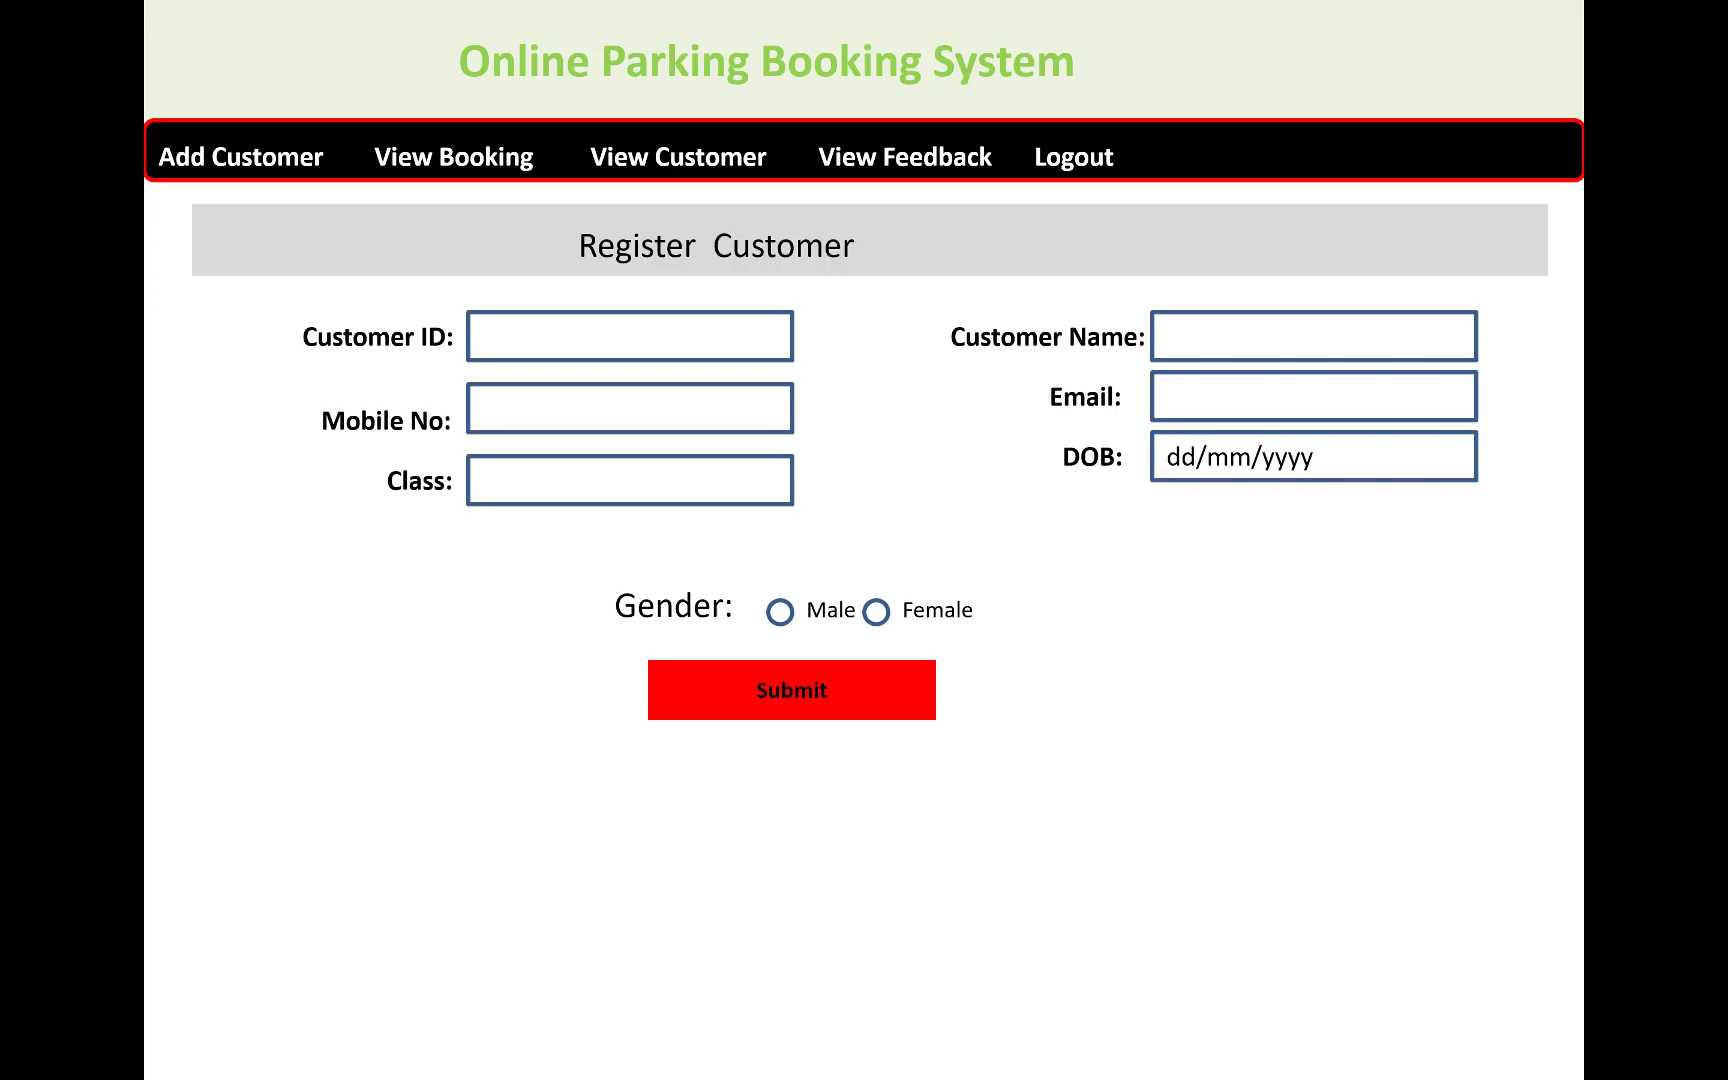 Online Parking Booking System
Add Customer View Booking View Customer View Feedback Logout
Register Customer
Customer ID: Customer Name:
Mobile No: Email:
Class: DOB: dd/mm/yyyy
Gender: Male Female
Submit